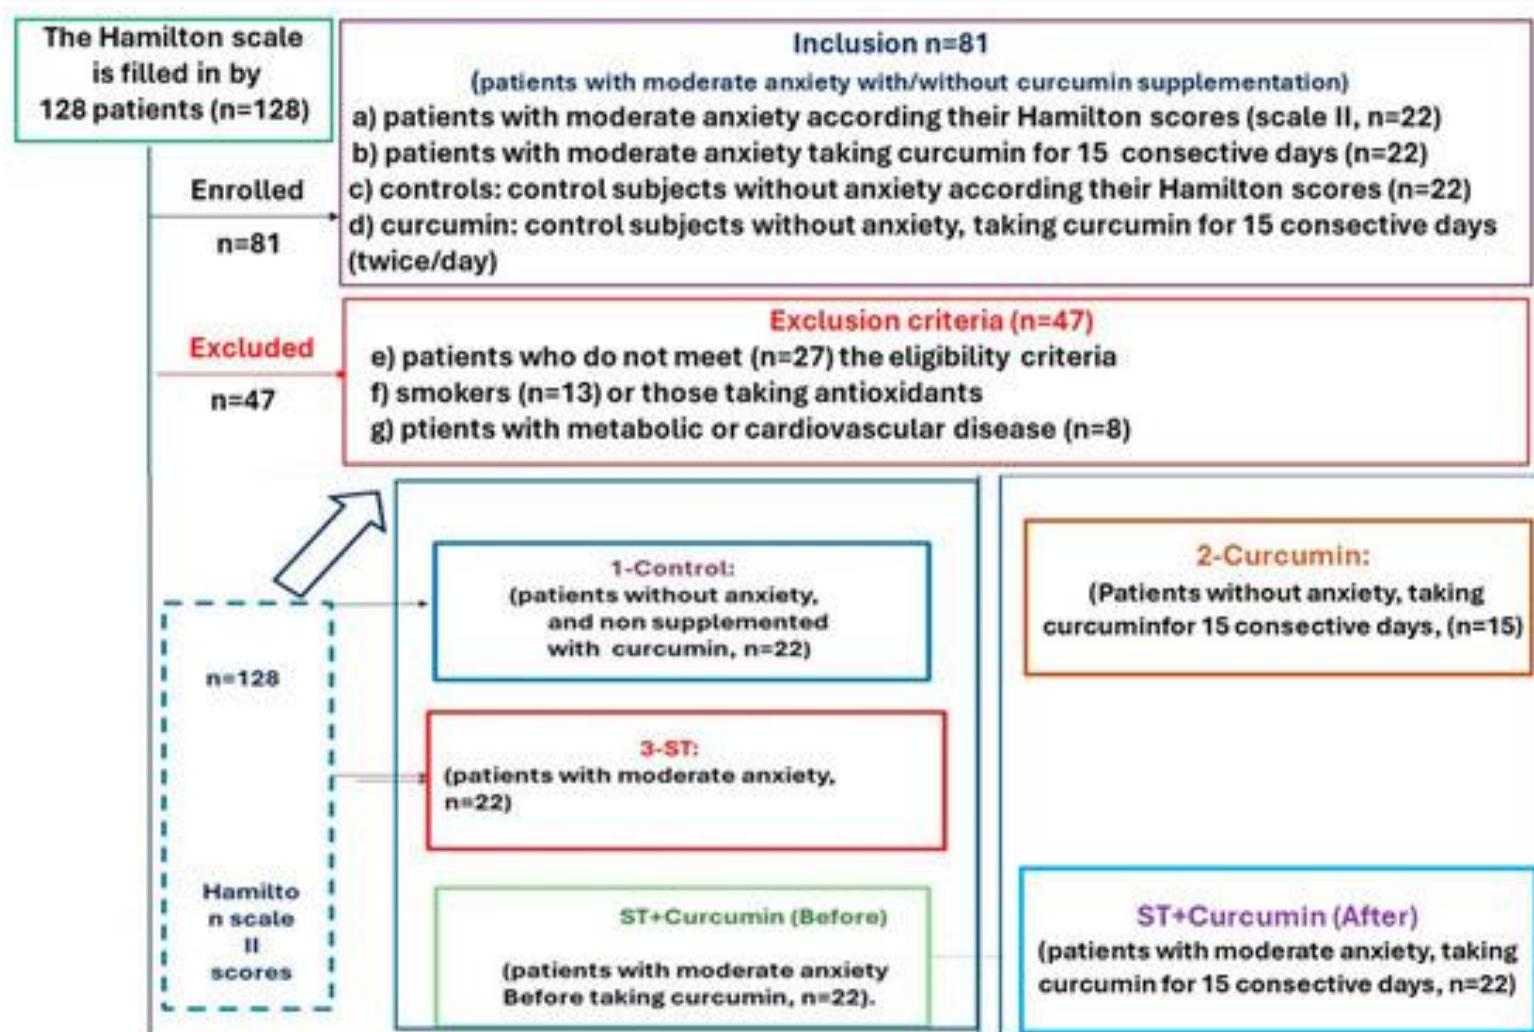 The Hamilton scale
is filled in by
128 patients (n=128)
Inclusion n=81
(patients with moderate anxiety with/without curcumin supplementation)
a) patients with moderate anxiety according their Hamilton scores (scale II, n=22)
b) patients with moderate anxiety taking curcumin for 15 consective days (n=22)
c) controls: control subjects without anxiety according their Hamilton scores (n=22)
d) curcumin: control subjects without anxiety, taking curcumin for 15 consective days
(twice/day)
Enrolled
n=81
Exclusion criteria (n=47)
e) patients who do not meet (n=27) the eligibility criteria
f) smokers (n=13) or those taking antioxidants
g) ptients with metabolic or cardiovascular disease (n=8)
Excluded
n=47
1-Control:
(patients without anxiety,
and non supplemented
with curcumin, n=22)
2-Curcumin:
(Patients without anxiety, taking
curcuminfor 15 consective days, (n=15)
n=128
3-ST:
(patients with moderate anxiety,
n=22)
Hamilto
n scale
II
scores
ST+Curcumin (Before)
(patients with moderate anxiety
Before taking curcumin, n=22).
ST+Curcumin (After)
(patients with moderate anxiety, taking
curcumin for 15 consective days, n=22)